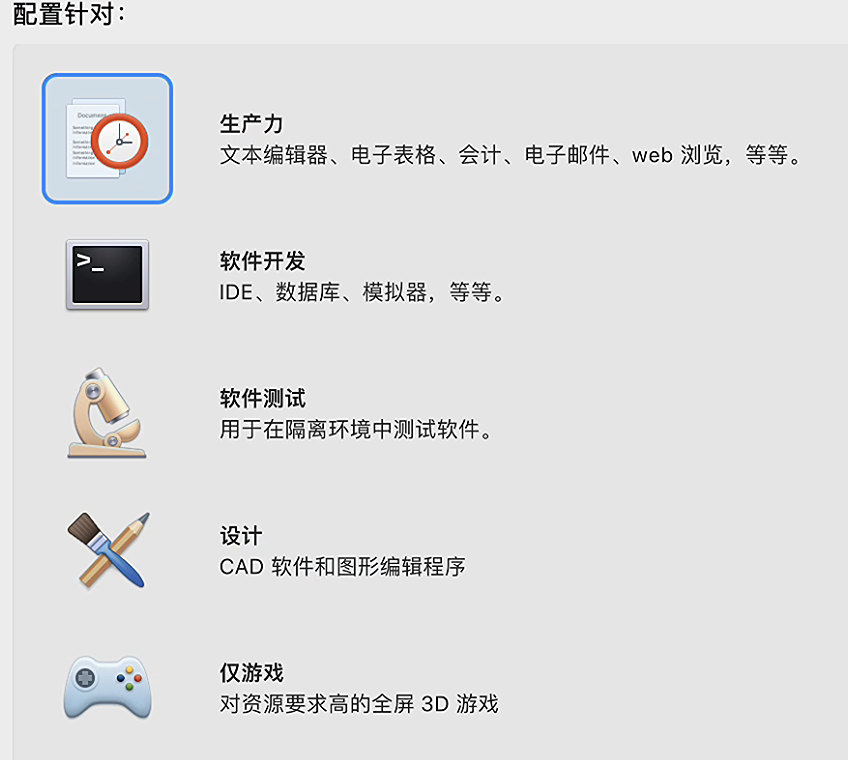 配置针对：
Document
生产力
文本编辑器、电子表格、会计、电子邮件、web 浏览，等等。
>_
软件开发
IDE、数据库、模拟器，等等。
软件测试
用于在隔离环境中测试软件。
设计
CAD 软件和图形编辑程序
仅游戏
对资源要求高的全屏 3D 游戏